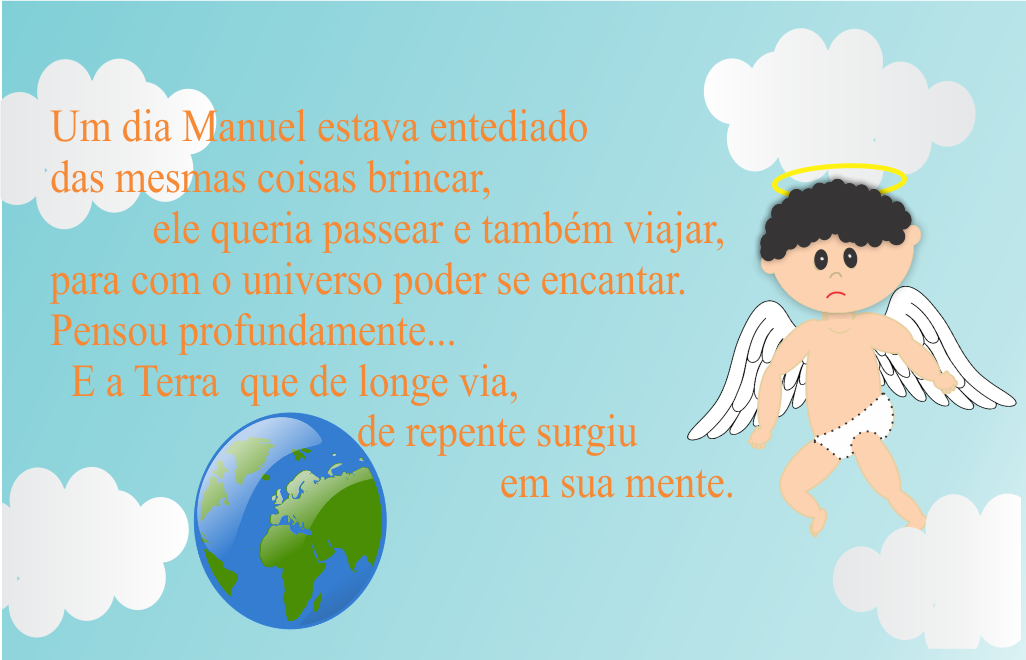 Um dia Manuel estava entediado
das mesmas coisas brincar,
ele queria passear e também viajar,
para com o universo poder se encantar.
Pensou profundamente...
E a Terra que de longe via,
de repente surgiu
em sua mente.